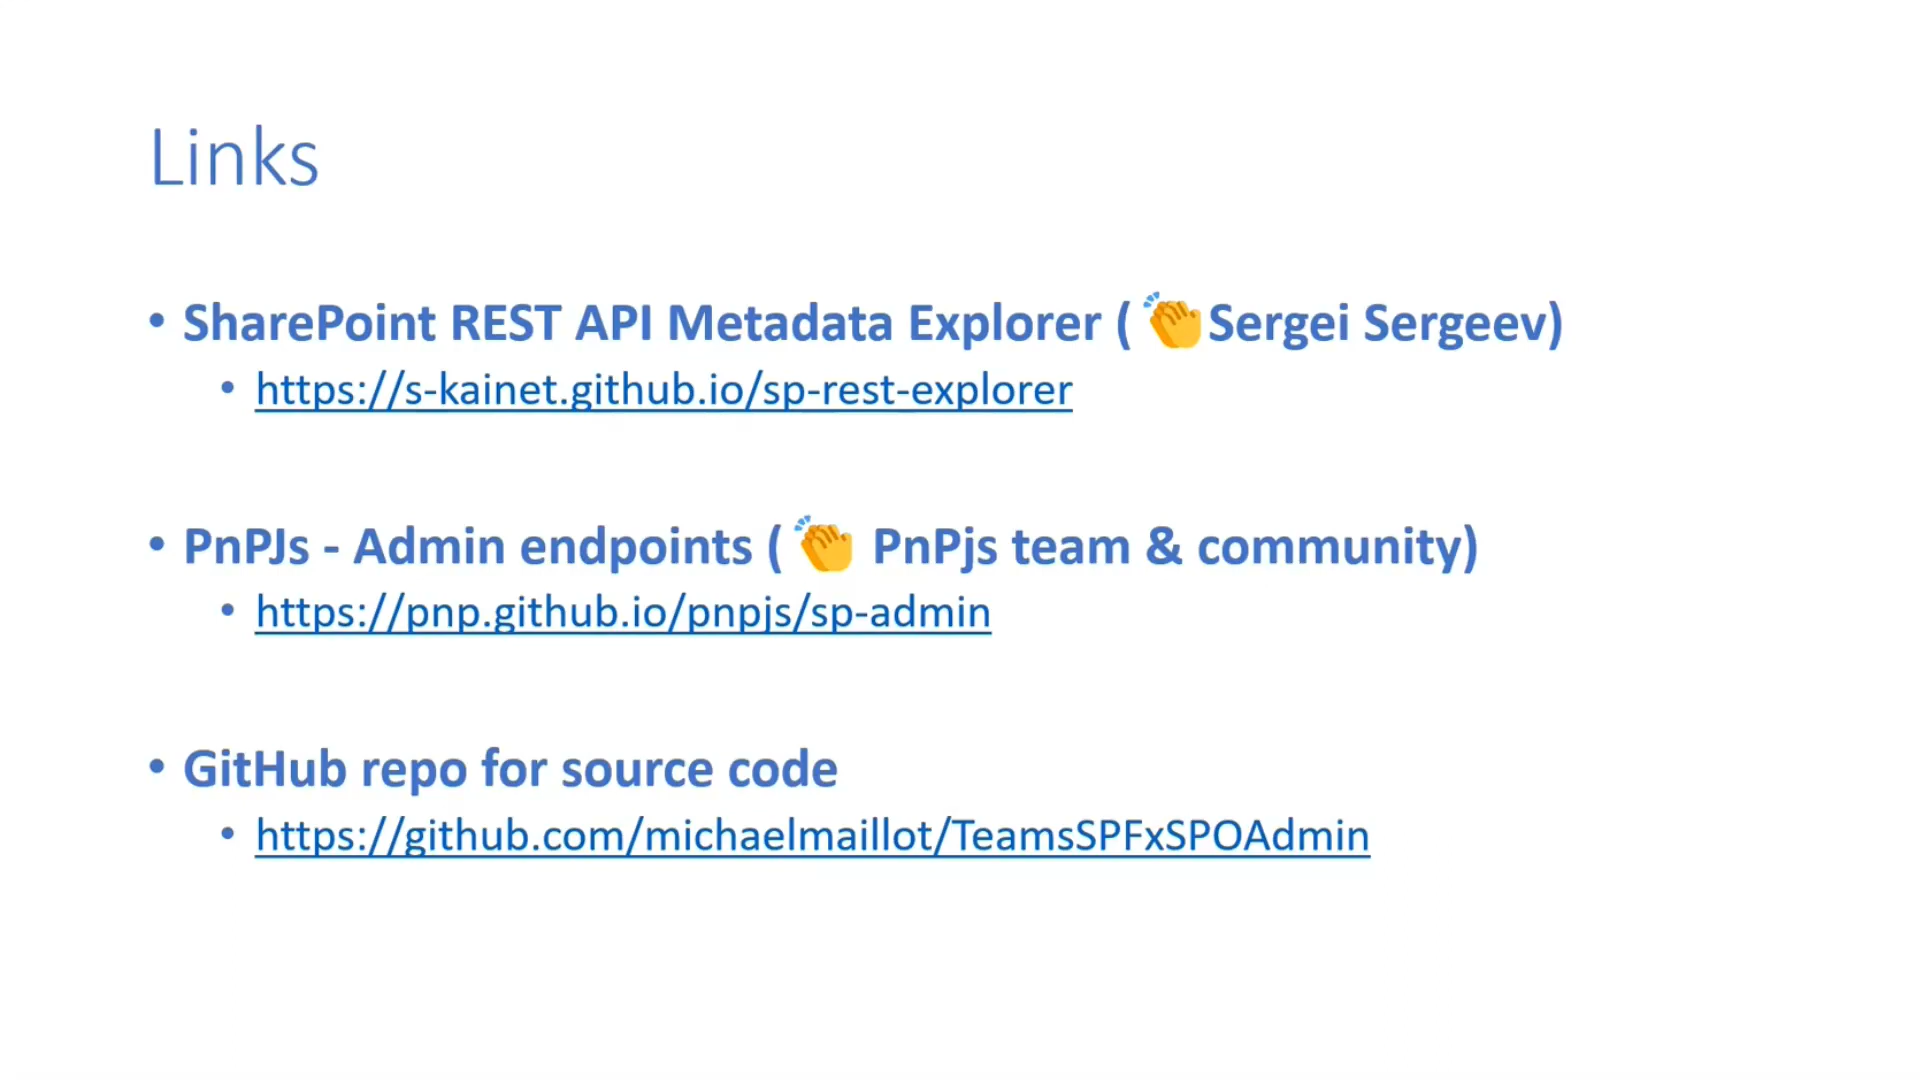 Links
• SharePoint REST API Metadata Explorer ( 👏Sergei Sergeev)
• https://s-kainet.github.io/sp-rest-explorer
• PnPJs - Admin endpoints ( 👏 PnPjs team & community)
• https://pnp.github.io/pnpjs/sp-admin
• GitHub repo for source code
• https://github.com/michaelmaillot/TeamsSPFxSPOAdmin